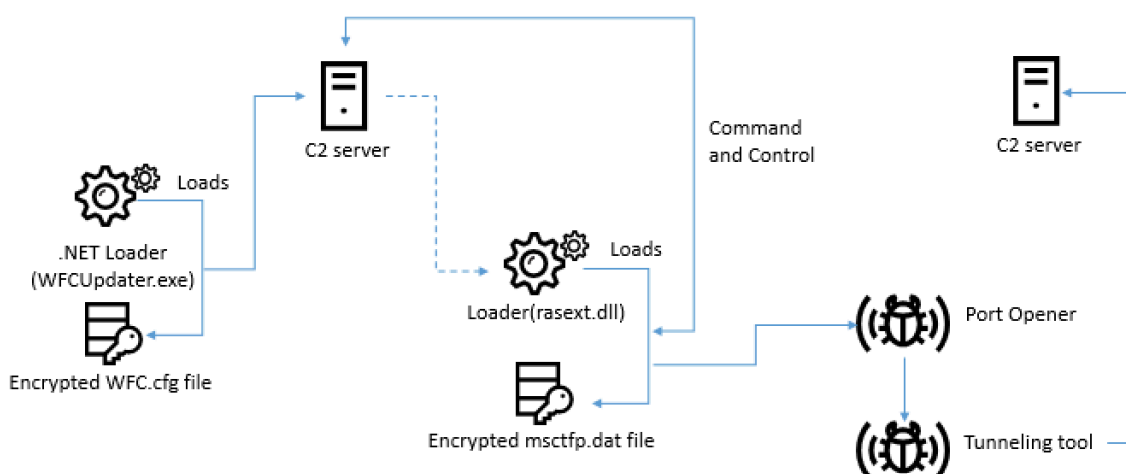 C2 server
Command
and Control
C2 server
Loads
.NET Loader
(WFCUpdater.exe)
Encrypted WFC.cfg file
Loads
Loader(rasext.dll)
Encrypted msctfp.dat file
Port Opener
Tunneling tool